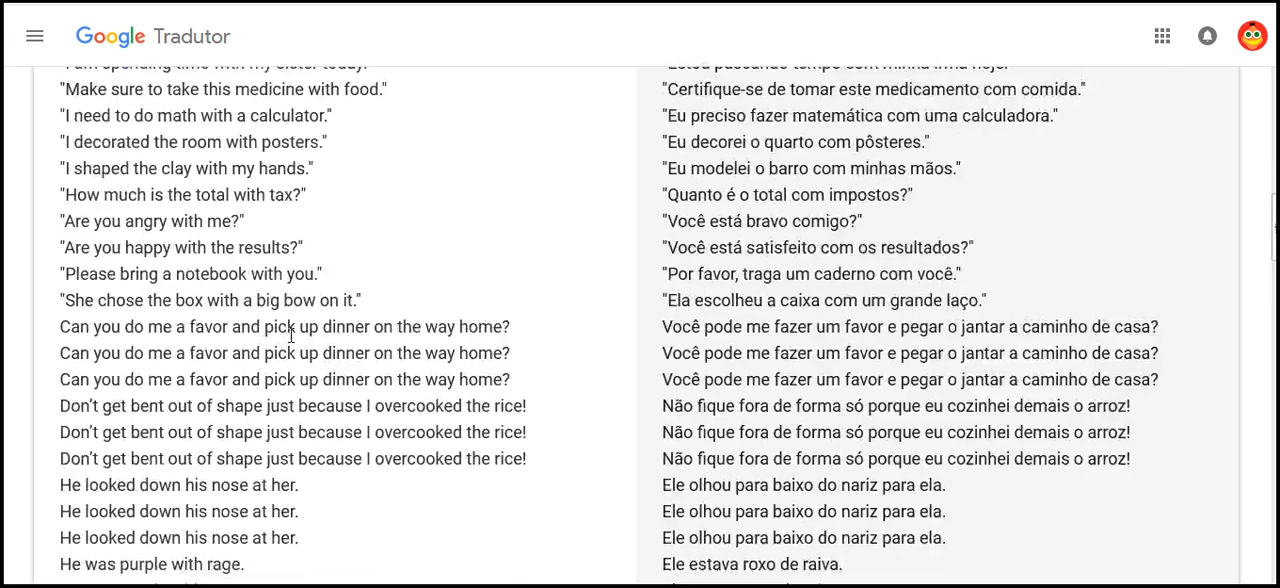 Google Tradutor
"I am spending time with my sister today."
"Make sure to take this medicine with food."
"I need to do math with a calculator."
"I decorated the room with posters."
"I shaped the clay with my hands."
"How much is the total with tax?"
"Are you angry with me?"
"Are you happy with the results?"
"Please bring a notebook with you."
"She chose the box with a big bow on it."
Can you do me a favor and pick up dinner on the way home?
Can you do me a favor and pick up dinner on the way home?
Can you do me a favor and pick up dinner on the way home?
Don’t get bent out of shape just because I overcooked the rice!
Don’t get bent out of shape just because I overcooked the rice!
Don’t get bent out of shape just because I overcooked the rice!
He looked down his nose at her.
He looked down his nose at her.
He looked down his nose at her.
He was purple with rage.
"Estou passando tempo com minha irmã hoje."
"Certifique-se de tomar este medicamento com comida."
"Eu preciso fazer matemática com uma calculadora."
"Eu decorei o quarto com pôsteres."
"Eu modelei o barro com minhas mãos."
"Quanto é o total com impostos?"
"Você está bravo comigo?"
"Você está satisfeito com os resultados?"
"Por favor, traga um caderno com você."
"Ela escolheu a caixa com um grande laço."
Você pode me fazer um favor e pegar o jantar a caminho de casa?
Você pode me fazer um favor e pegar o jantar a caminho de casa?
Você pode me fazer um favor e pegar o jantar a caminho de casa?
Não fique fora de forma só porque eu cozinhei demais o arroz!
Não fique fora de forma só porque eu cozinhei demais o arroz!
Não fique fora de forma só porque eu cozinhei demais o arroz!
Ele olhou para baixo do nariz para ela.
Ele olhou para baixo do nariz para ela.
Ele olhou para baixo do nariz para ela.
Ele estava roxo de raiva.